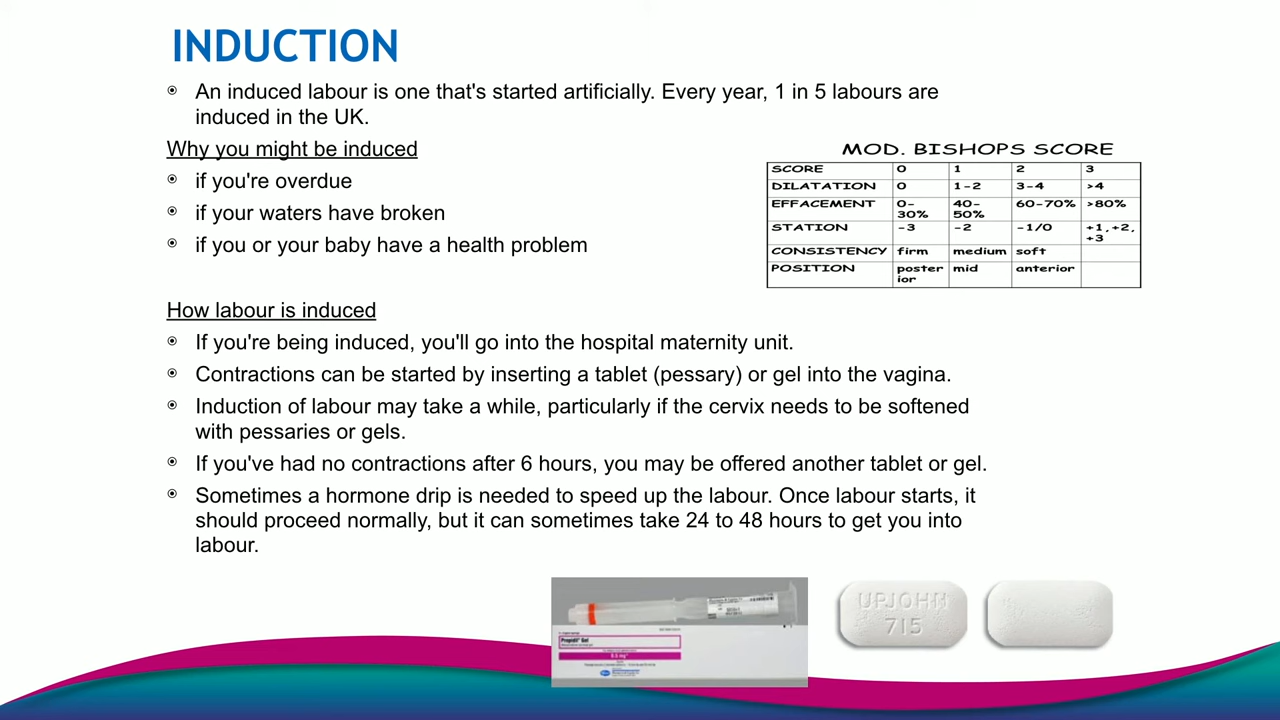 INDUCTION
An induced labour is one that's started artificially. Every year, 1 in 5 labours are
induced in the UK.
Why you might be induced
if you're overdue
if your waters have broken
if you or your baby have a health problem
MOD. BISHOPS SCORE
SCORE 0 1 2 3
DILATATION 0 1-2 3-4 >4
EFFACEMENT 0- 40- 60-70% >80%
30% 50%
STATION -3 -2 -1/0 +1,+2,
+3
CONSISTENCY firm medium soft
POSITION poster mid anterior
ior
How labour is induced
If you're being induced, you'll go into the hospital maternity unit.
Contractions can be started by inserting a tablet (pessary) or gel into the vagina.
Induction of labour may take a while, particularly if the cervix needs to be softened
with pessaries or gels.
If you've had no contractions after 6 hours, you may be offered another tablet or gel.
Sometimes a hormone drip is needed to speed up the labour. Once labour starts, it
should proceed normally, but it can sometimes take 24 to 48 hours to get you into
labour.
Prepidil Gel
0.5 mg
UPJOHN
715